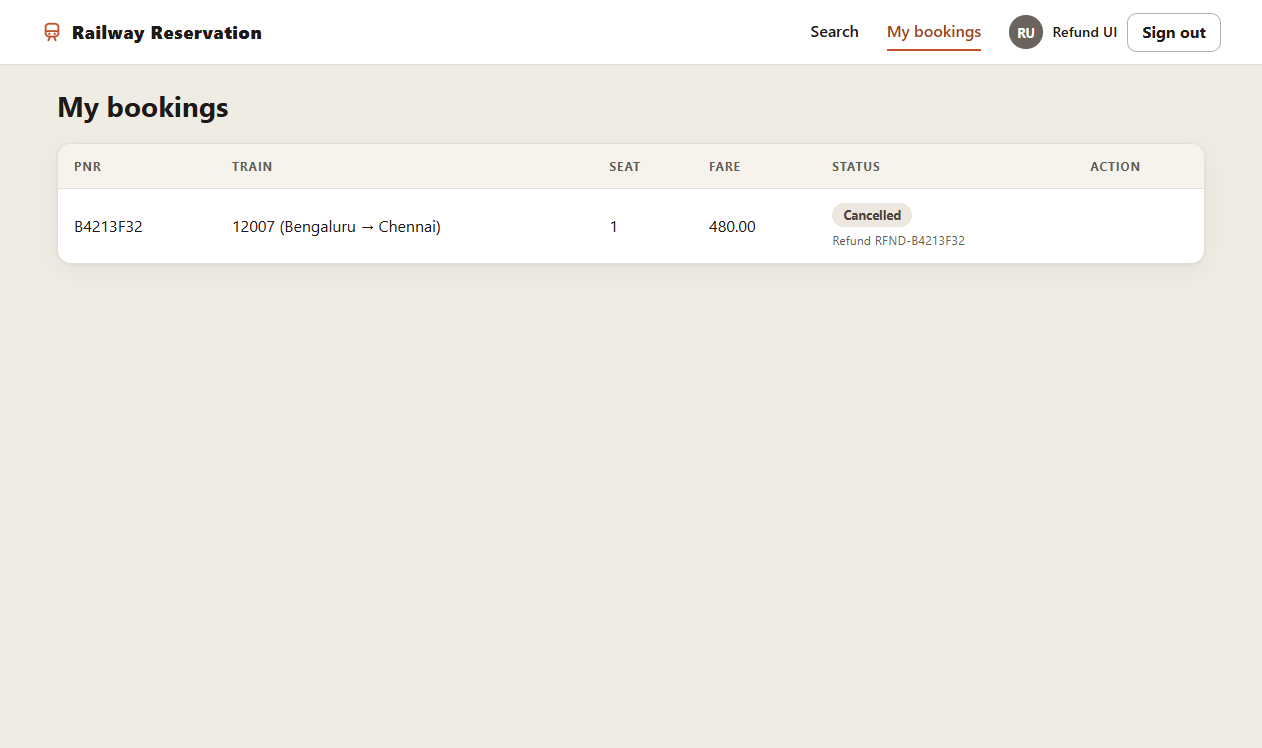 Railway Reservation
Search My bookings RU Refund UI Sign out
My bookings
PNR TRAIN SEAT FARE STATUS ACTION
B4213F32 12007 (Bengaluru → Chennai) 1 480.00 Cancelled
Refund RFND-B4213F32